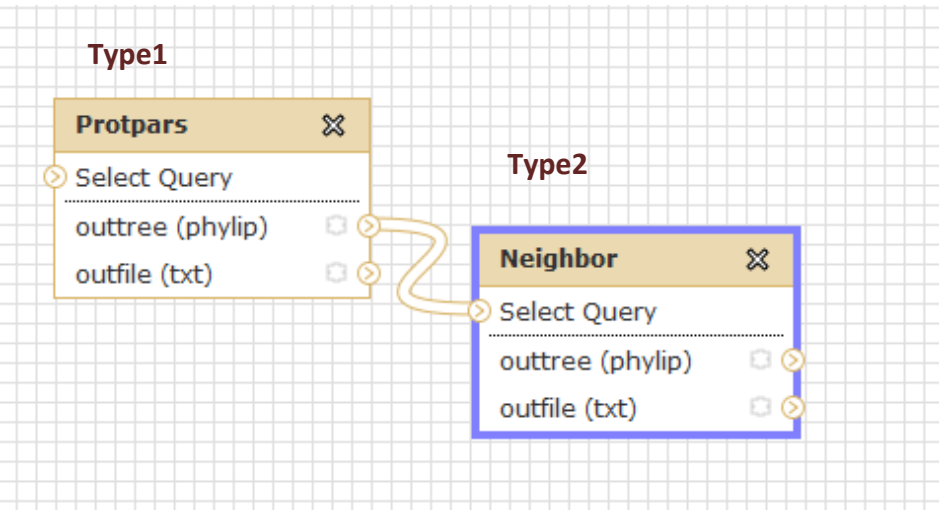 Type1
Protpars
Select Query
outtree (phylip)
outfile (txt)
Type2
Neighbor
Select Query
outtree (phylip)
outfile (txt)